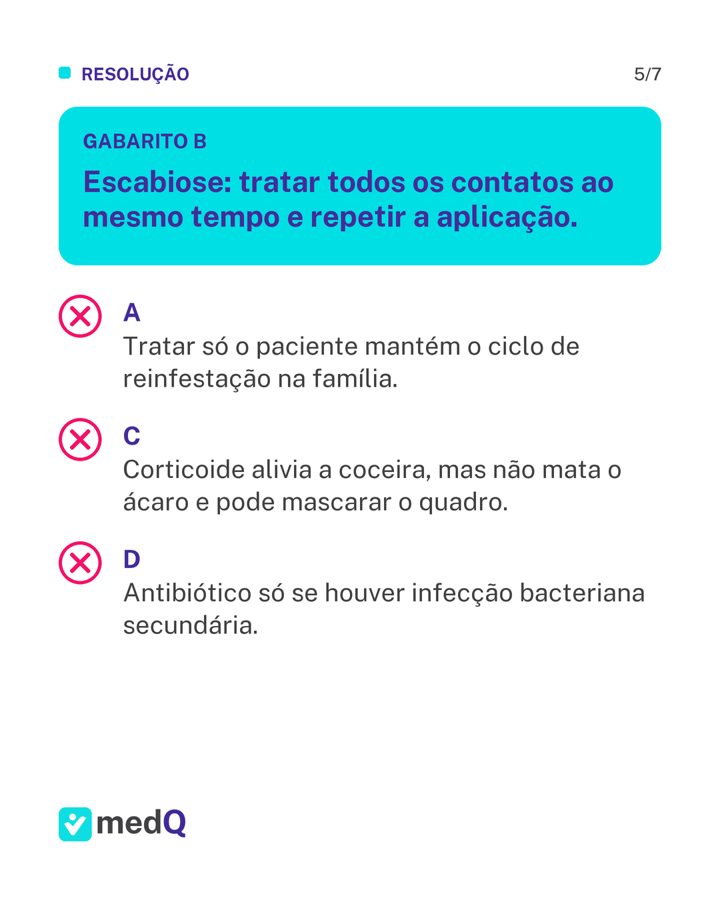 RESOLUÇÃO
5/7
GABARITO B
Escabiose: tratar todos os contatos ao
mesmo tempo e repetir a aplicação.
A
Tratar só o paciente mantém o ciclo de
reinfestação na família.
C
Corticoide alivia a coceira, mas não mata o
ácaro e pode mascarar o quadro.
D
Antibiótico só se houver infecção bacteriana
secundária.
medQ